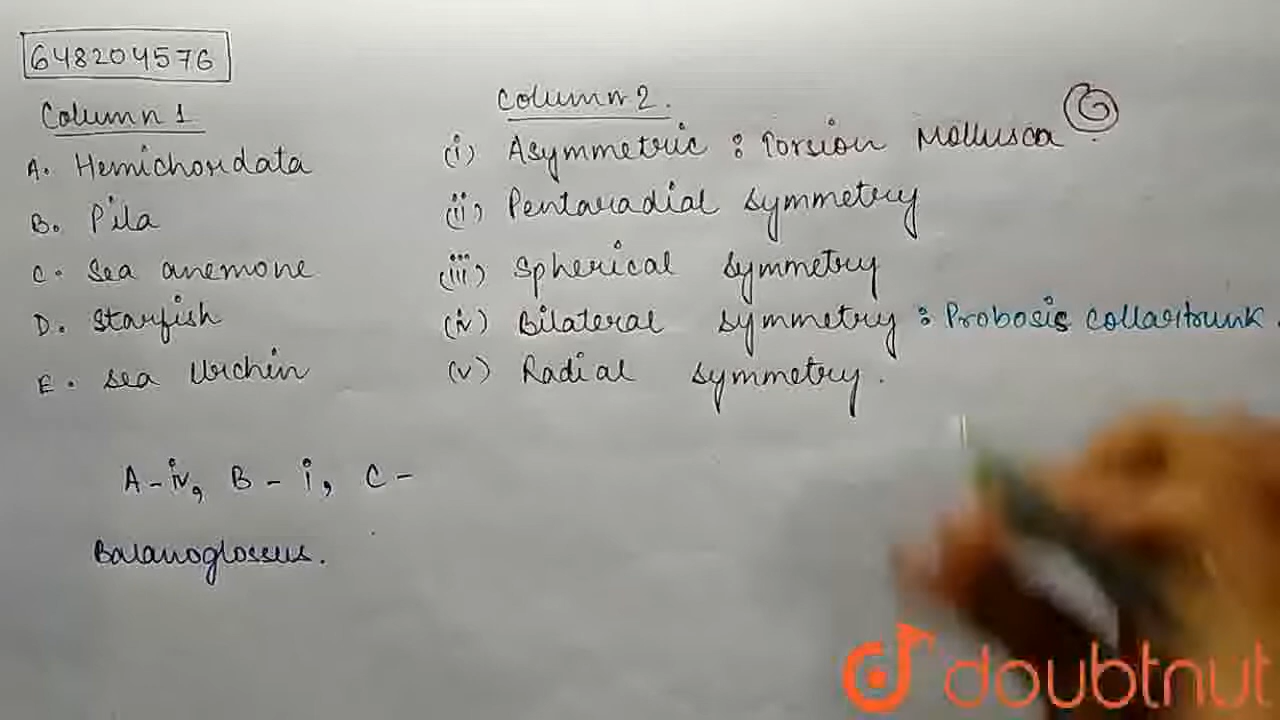 648204576
Column 1
Column 2.
A. Hemichordata
(i) Asymmetric : Torsion Mollusca
B. Pila
(ii) Pentaradial symmetry
C. Sea anemone
(iii) Spherical symmetry
D. Starfish
(iv) Bilateral symmetry : Probosis collartrunk.
E. Sea Urchin
(v) Radial symmetry.
A - iv, B - i, C -
Balanoglossus.
doubtnut